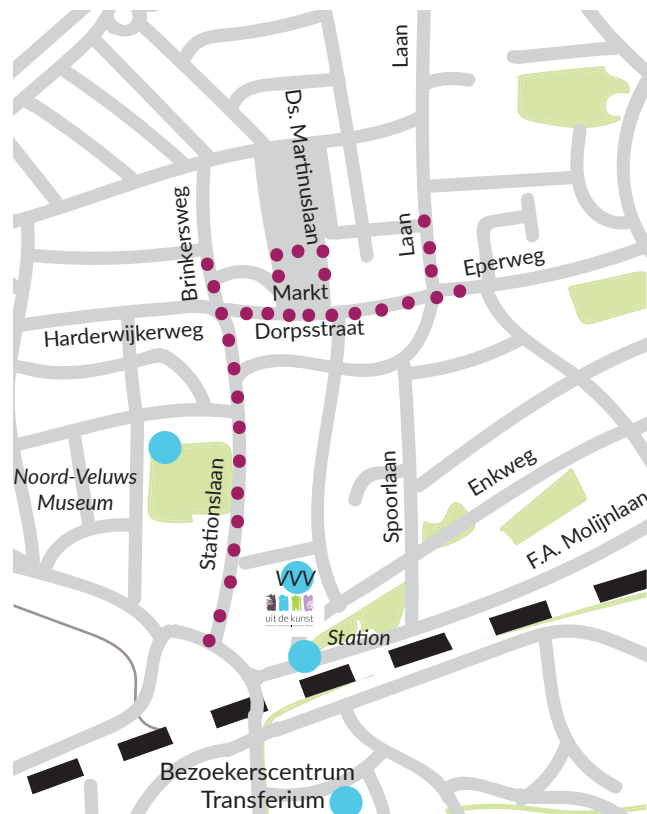 Laan
Ds. Martinuslaan
Brinkersweg
Laan
Eperweg
Markt
Harderwijkerweg
Dorpsstraat
Noord-Veluws
Museum
Stationslaan
Spoorlaan
Enkweg
F.A. Molijnlaan
VVV
uit de kunst
Station
Bezoekerscentrum
Transferium